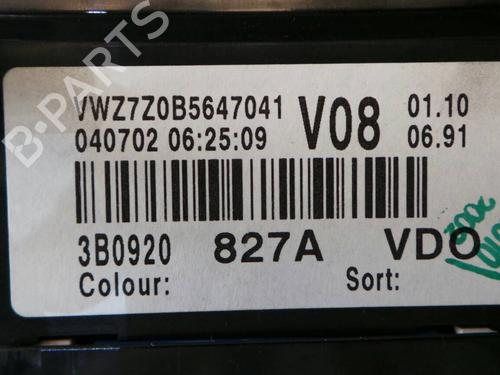 VWZ7Z0B5647041
040702 06:25:09
V08
01.10
06.91
3B0920 827A VDO
Colour: Sort:
B-PARTS